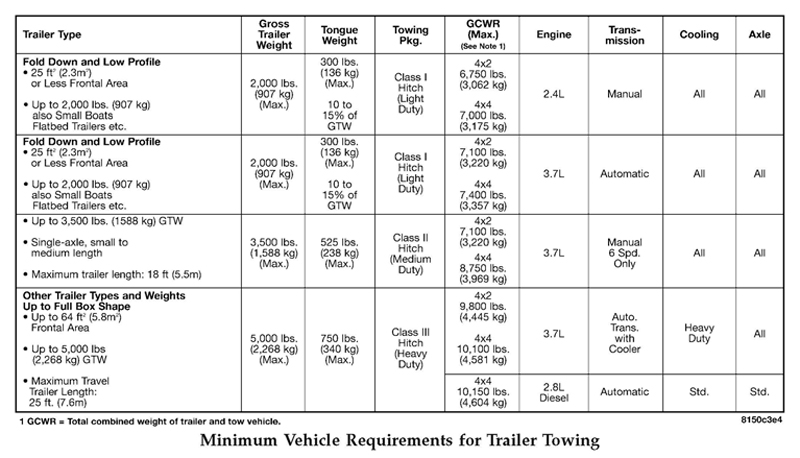 Trailer Type Gross Trailer Weight Tongue Weight Towing Pkg. GCWR (Max.) (See Note 1) Engine Trans- mission Cooling Axle
Fold Down and Low Profile
• 25 ft² (2.3m²)
or Less Frontal Area
• Up to 2,000 lbs. (907 kg)
also Small Boats
Flatbed Trailers etc.
2,000 lbs.
(907 kg)
(Max.)
300 lbs.
(136 kg)
(Max.)
10 to
15% of
GTW
Class I
Hitch
(Light
Duty)
4x2
6,750 lbs.
(3,062 kg)
4x4
7,000 lbs.
(3,175 kg)
2.4L
Manual
All
All
Fold Down and Low Profile
• 25 ft² (2.3m²)
or Less Frontal Area
• Up to 2,000 lbs. (907 kg)
also Small Boats
Flatbed Trailers etc.
2,000 lbs.
(907 kg)
(Max.)
300 lbs.
(136 kg)
(Max.)
10 to
15% of
GTW
Class I
Hitch
(Light
Duty)
4x2
7,100 lbs.
(3,220 kg)
4x4
7,400 lbs.
(3,357 kg)
3.7L
Automatic
All
All
• Up to 3,500 lbs. (1588 kg) GTW
• Single-axle, small to
medium length
• Maximum trailer length: 18 ft (5.5m)
3,500 lbs.
(1,588 kg)
(Max.)
525 lbs.
(238 kg)
(Max.)
Class II
Hitch
(Medium
Duty)
4x2
7,100 lbs.
(3,220 kg)
4x4
8,750 lbs.
(3,969 kg)
3.7L
Manual
6 Spd.
Only
All
All
Other Trailer Types and Weights
Up to Full Box Shape
• Up to 64 ft² (5.8m²)
Frontal Area
• Up to 5,000 lbs
(2,268 kg) GTW
• Maximum Travel
Trailer Length:
25 ft. (7.6m)
5,000 lbs.
(2,268 kg)
(Max.)
750 lbs.
(340 kg)
(Max.)
Class III
Hitch
(Heavy
Duty)
4x2
9,800 lbs.
(4,445 kg)
4x4
10,100 lbs.
(4,581 kg)
3.7L
Auto.
Trans.
with
Cooler
Heavy
Duty
All
4x4
10,150 lbs.
(4,604 kg)
2.8L
Diesel
Automatic
Std.
Std.
1 GCWR = Total combined weight of trailer and tow vehicle.
8150c3e4
Minimum Vehicle Requirements for Trailer Towing